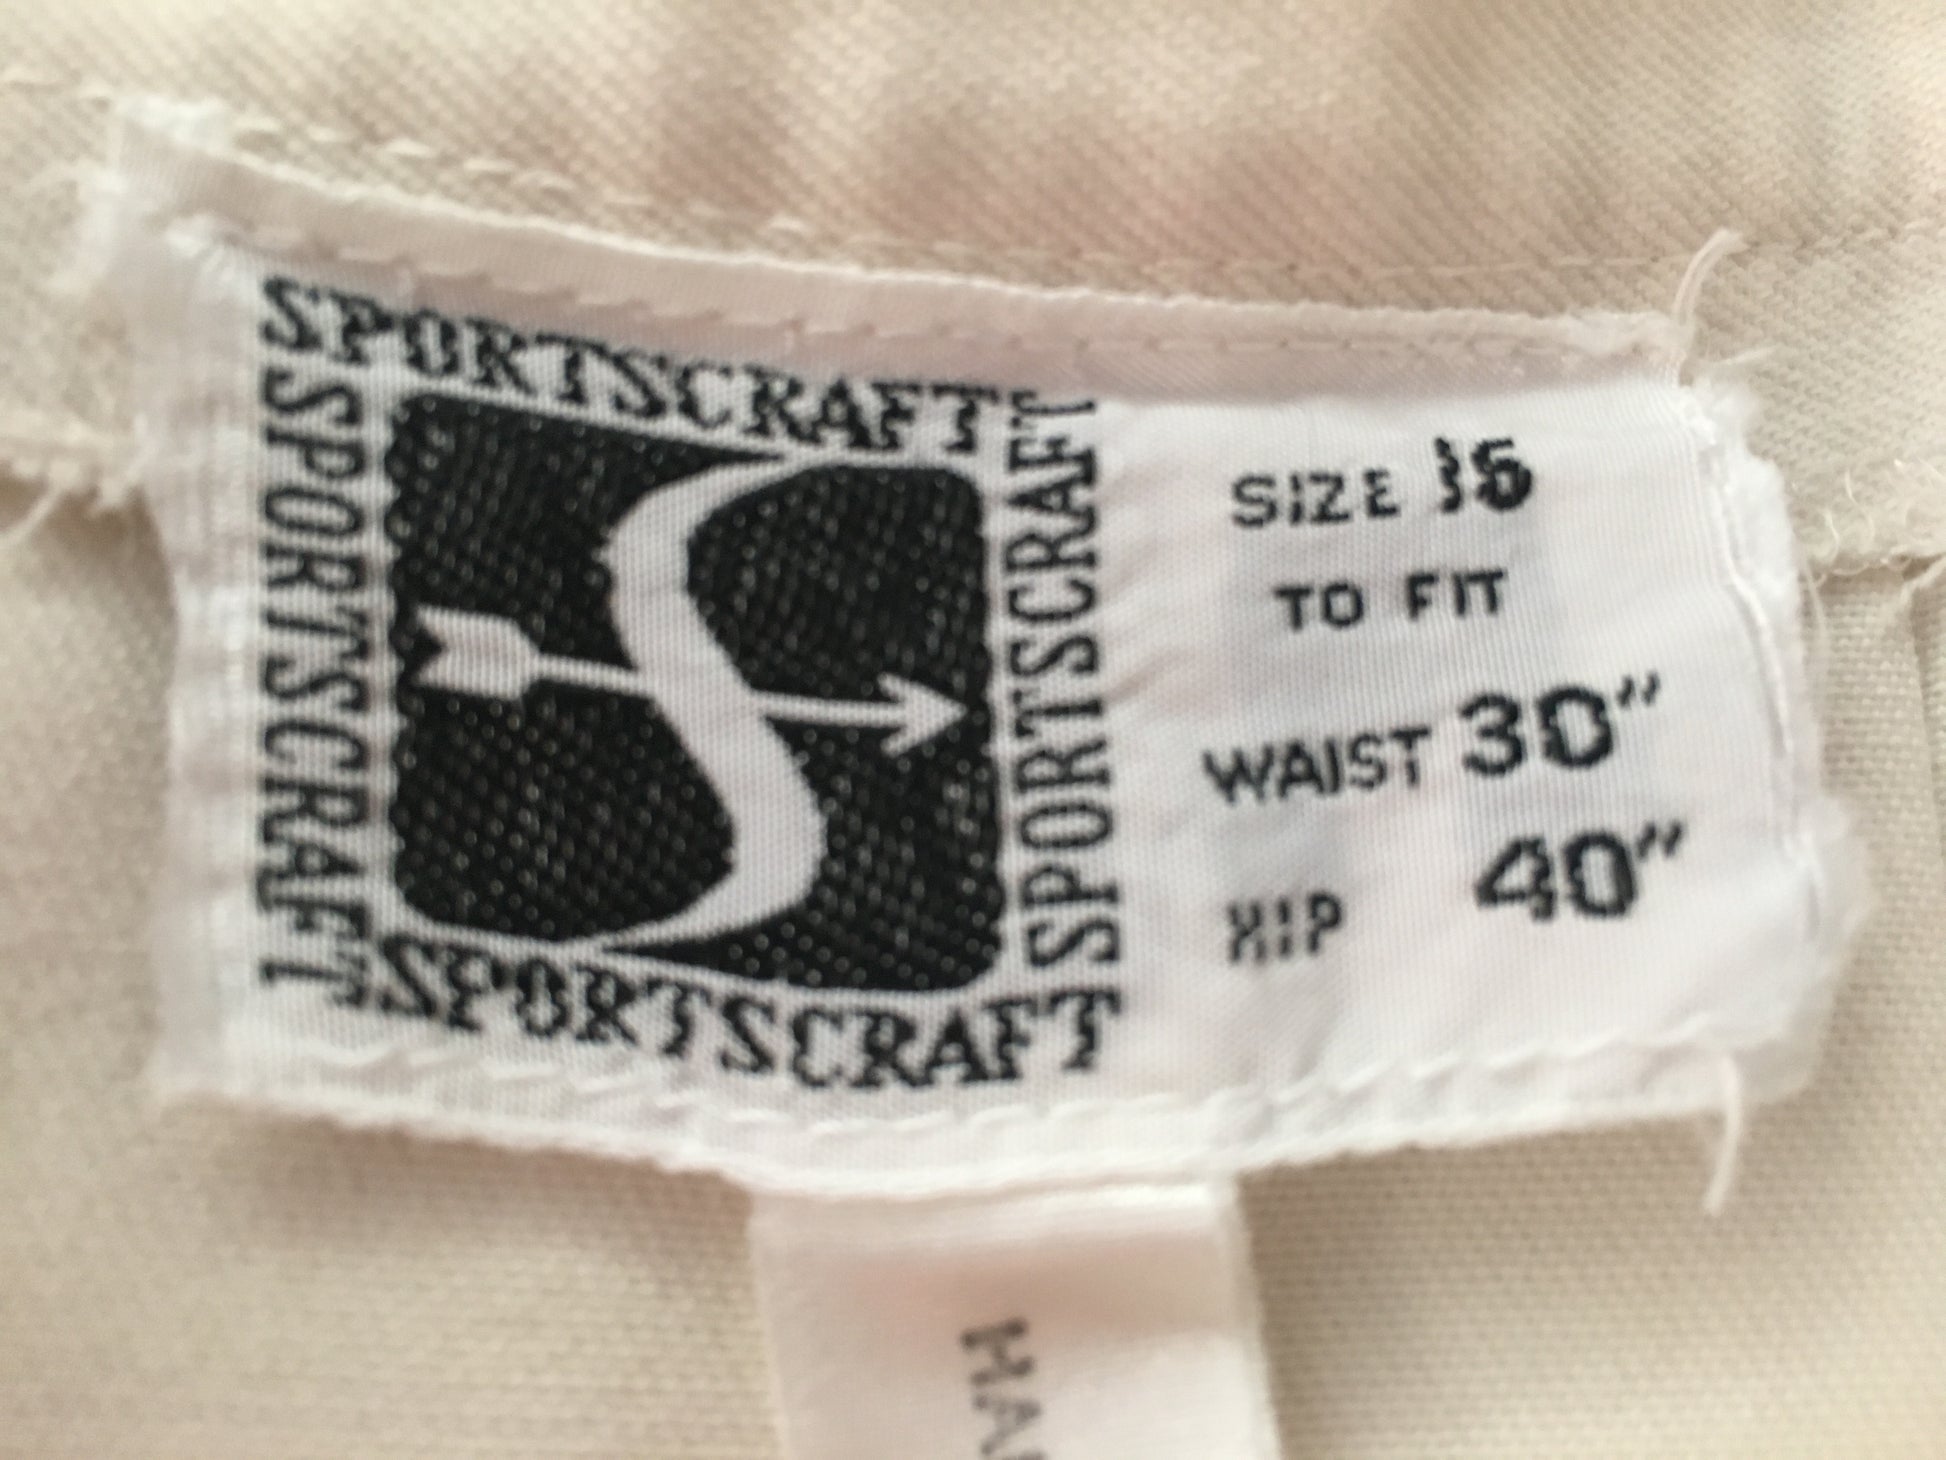 SPORTSCRAFT
SPORTSCRAFT
SPORTSCRAFT
SPORTSCRAFT
SIZE 16
TO FIT
WAIST 30"
HIP 40"